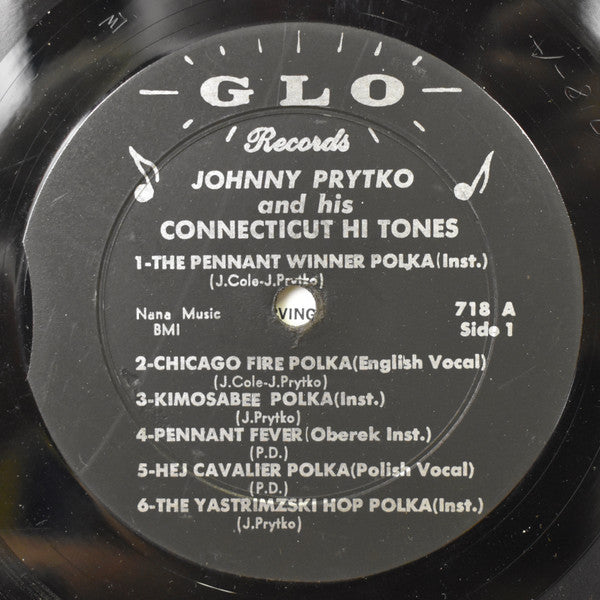 GLO
Records
JOHNNY PRYTKO
and his
CONNECTICUT HI TONES
1-THE PENNANT WINNER POLKA(Inst.)
(J.Cole-J.Prytko)
Nana Music
BMI
VING
718 A
Side 1
2-CHICAGO FIRE POLKA(English Vocal)
(J.Cole-J.Prytko)
3-KIMOSABEE POLKA(Inst.)
(J.Prytko)
4-PENNANT FEVER(Oberek Inst.)
(P.D.)
5-HEJ CAVALIER POLKA(Polish Vocal)
(P.D.)
6-THE YASTRIMZSKI HOP POLKA(Inst.)
(J.Prytko)